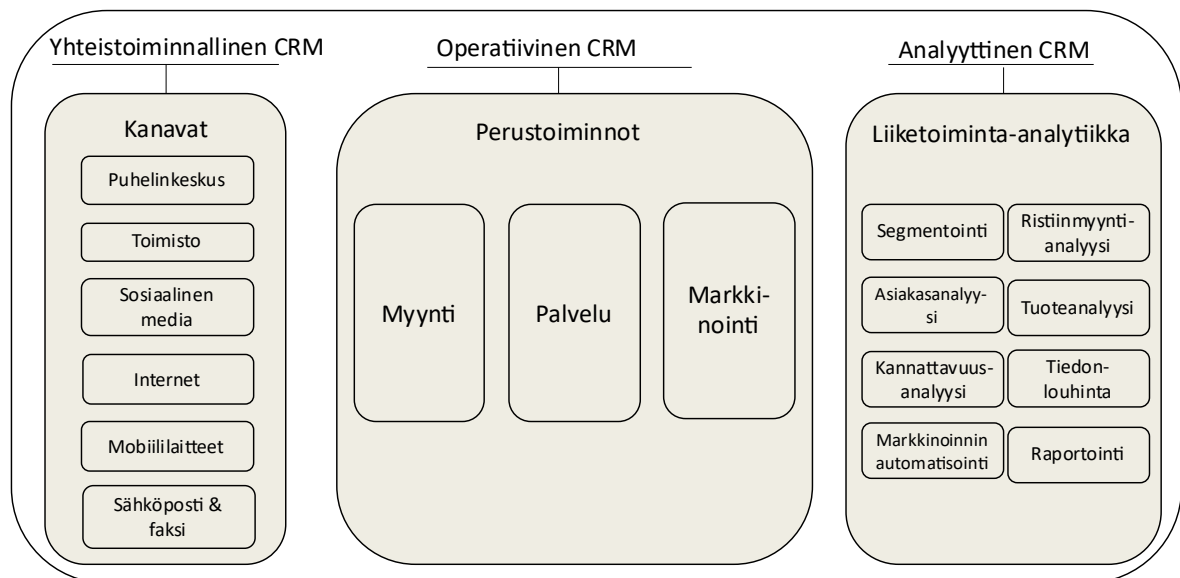 Yhteistoiminnallinen CRM
Kanavat
Puhelinkeskus
Toimisto
Sosiaalinen
media
Internet
Mobiililaitteet
Sähköposti &
faksi
Operatiivinen CRM
Perustoiminnot
Myynti
Palvelu
Markki-
nointi
Analyyttinen CRM
Liiketoiminta-analytiikka
Segmentointi
Ristiinmyynti-
analyysi
Asiakasanalyy-
si
Tuoteanalyysi
Kannattavuus-
analyysi
Tiedon-
louhinta
Markkinoinnin
automatisointi
Raportointi